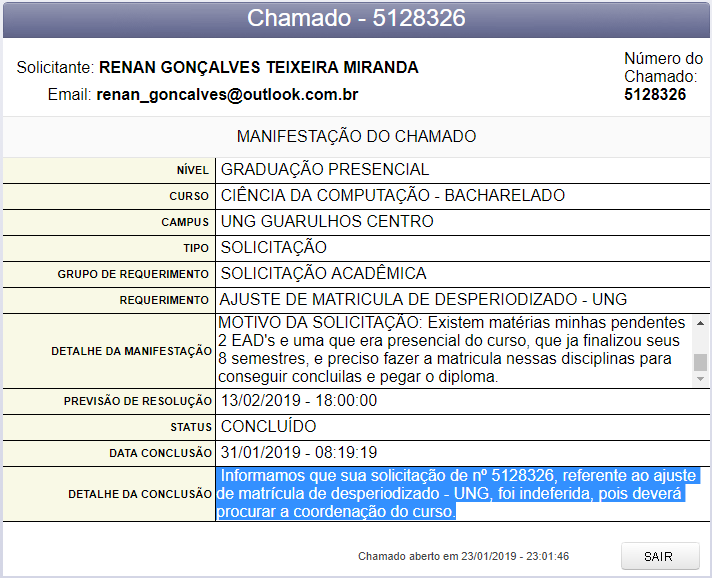 Chamado - 5128326
Solicitante: RENAN GONÇALVES TEIXEIRA MIRANDA
Email: renan_goncalves@outlook.com.br
Número do
Chamado:
5128326
MANIFESTAÇÃO DO CHAMADO
NÍVEL GRADUAÇÃO PRESENCIAL
CURSO CIÊNCIA DA COMPUTAÇÃO - BACHARELADO
CAMPUS UNG GUARULHOS CENTRO
TIPO SOLICITAÇÃO
GRUPO DE REQUERIMENTO SOLICITAÇÃO ACADÊMICA
REQUERIMENTO AJUSTE DE MATRICULA DE DESPERIODIZADO - UNG
DETALHE DA MANIFESTAÇÃO
MOTIVO DA SOLICITAÇÃO: Existem matérias minhas pendentes
2 EAD's e uma que era presencial do curso, que ja finalizou seus
8 semestres, e preciso fazer a matricula nessas disciplinas para
conseguir concluilas e pegar o diploma.
PREVISÃO DE RESOLUÇÃO 13/02/2019 - 18:00:00
STATUS CONCLUÍDO
DATA CONCLUSÃO 31/01/2019 - 08:19:19
DETALHE DA CONCLUSÃO
Informamos que sua solicitação de nº 5128326, referente ao ajuste
de matrícula de desperiodizado - UNG, foi indeferida, pois deverá
procurar a coordenação do curso.
Chamado aberto em 23/01/2019 - 23:01:46
SAIR